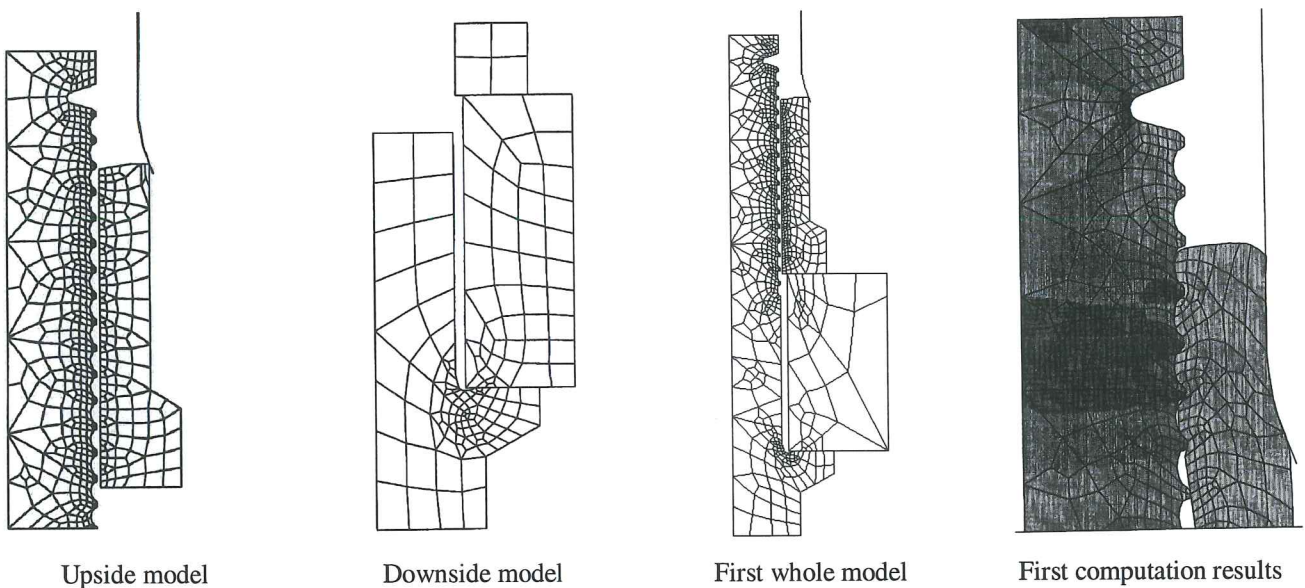 Upside model
Downside model
First whole model
First computation results